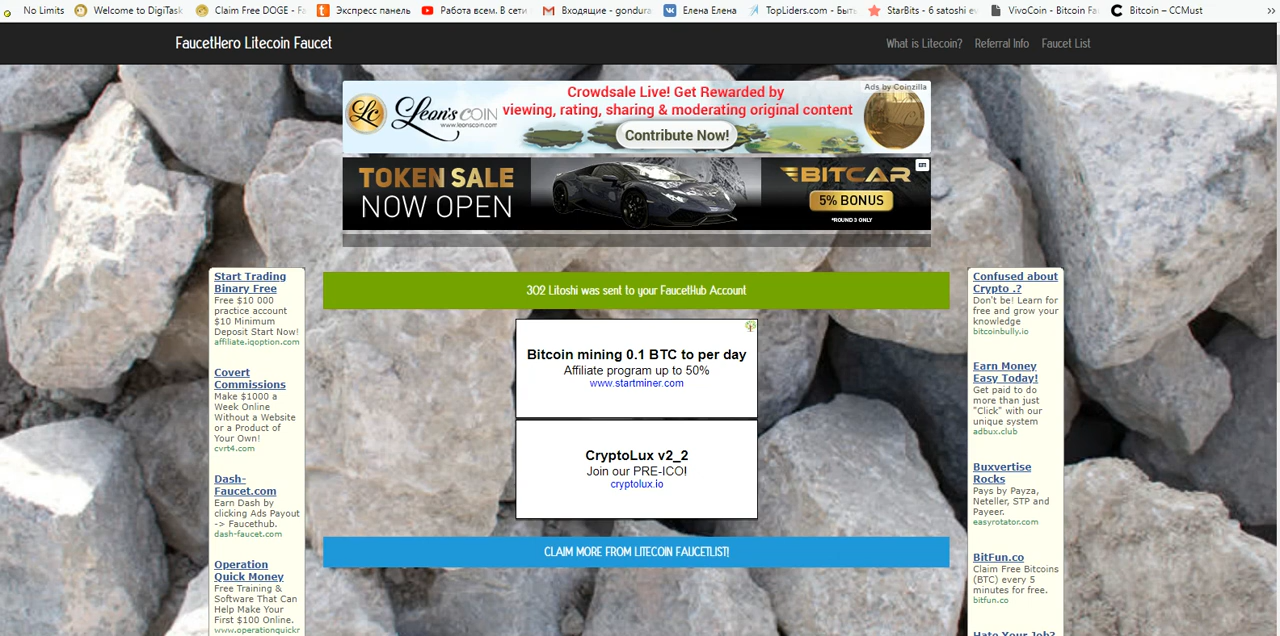 No Limits
Welcome to DigiTask
Claim Free DOGE - Fa
Экспресс панель
Работа всем. В сети
Входящие - gondura
Елена Елена
TopLiders.com - Быть
StarBits - 6 satoshi ev
VivoCoin - Bitcoin Fa
Bitcoin – CCMust
»
FaucetHero Litecoin Faucet
What is Litecoin?
Referral Info
Faucet List
Ads by Coinzilla
Lc
Leon's COIN
www.leonscoin.com
Crowdsale Live! Get Rewarded by
viewing, rating, sharing & moderating original content
Contribute Now!
TOKEN SALE
NOW OPEN
BITCAR
5% BONUS
*ROUND 3 ONLY
Start Trading
Binary Free
Free $10 000
practice account
$10 Minimum
Deposit Start Now!
affiliate.iqoption.com
Covert
Commissions
Make $1000 a
Week Online
Without a Website
or a Product of
Your Own!
cvrt4.com
Dash-
Faucet.com
Earn Dash by
clicking Ads Payout
-> Faucethub.
dash-faucet.com
Operation
Quick Money
Free Training &
Software That Can
Help Make Your
First $100 Online.
www.operationquickr
302 Litoshi was sent to your FaucetHub Account
Bitcoin mining 0.1 BTC to per day
Affiliate program up to 50%
www.startminer.com
CryptoLux v2_2
Join our PRE-ICO!
cryptolux.io
CLAIM MORE FROM LITECOIN FAUCETLIST!
Confused about
Crypto .?
Don't be! Learn for
free and grow your
knowledge
bitcoinbully.io
Earn Money
Easy Today!
Get paid to do
more than just
"Click" with our
unique system
adbux.club
Buxvertise
Rocks
Pays by Payza,
Neteller, STP and
Payeer.
easyrotator.com
BitFun.co
Claim Free Bitcoins
(BTC) every 5
minutes for free.
bitfun.co
Hate Your Job?